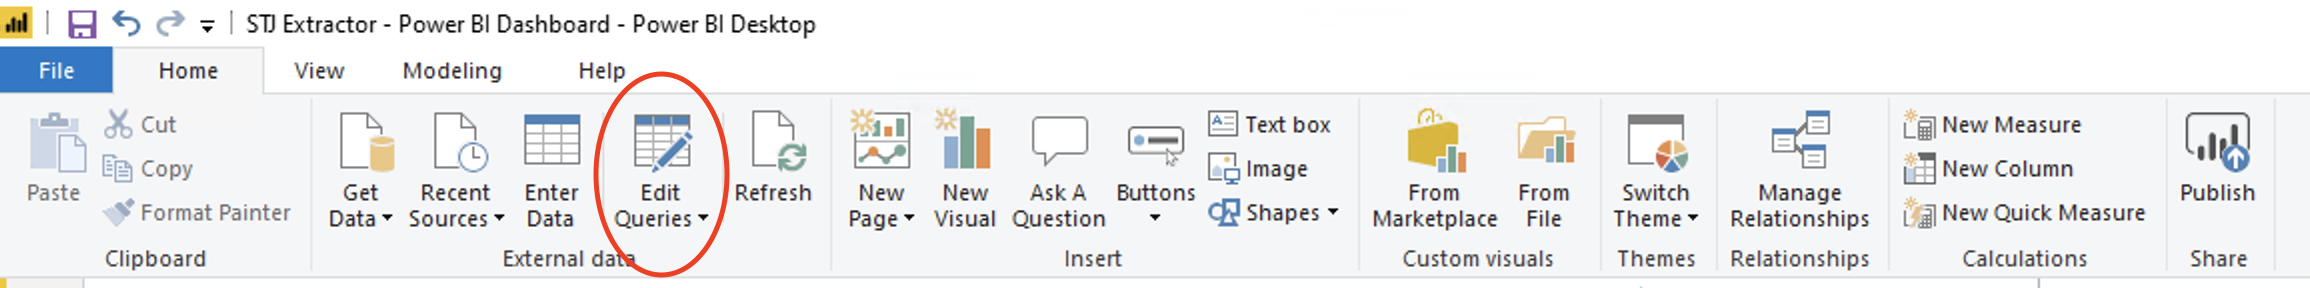 STJ Extractor - Power BI Dashboard - Power BI Desktop
File
Home
View
Modeling
Help
Paste
Cut
Copy
Format Painter
Clipboard
Get
Data
Recent
Sources
Enter
Data
Edit
Queries
Refresh
External data
New
Page
New
Visual
Ask A
Question
Buttons
Text box
Image
Shapes
Insert
From
Marketplace
From
File
Custom visuals
Switch
Theme
Themes
Manage
Relationships
Relationships
New Measure
New Column
New Quick Measure
Calculations
Publish
Share